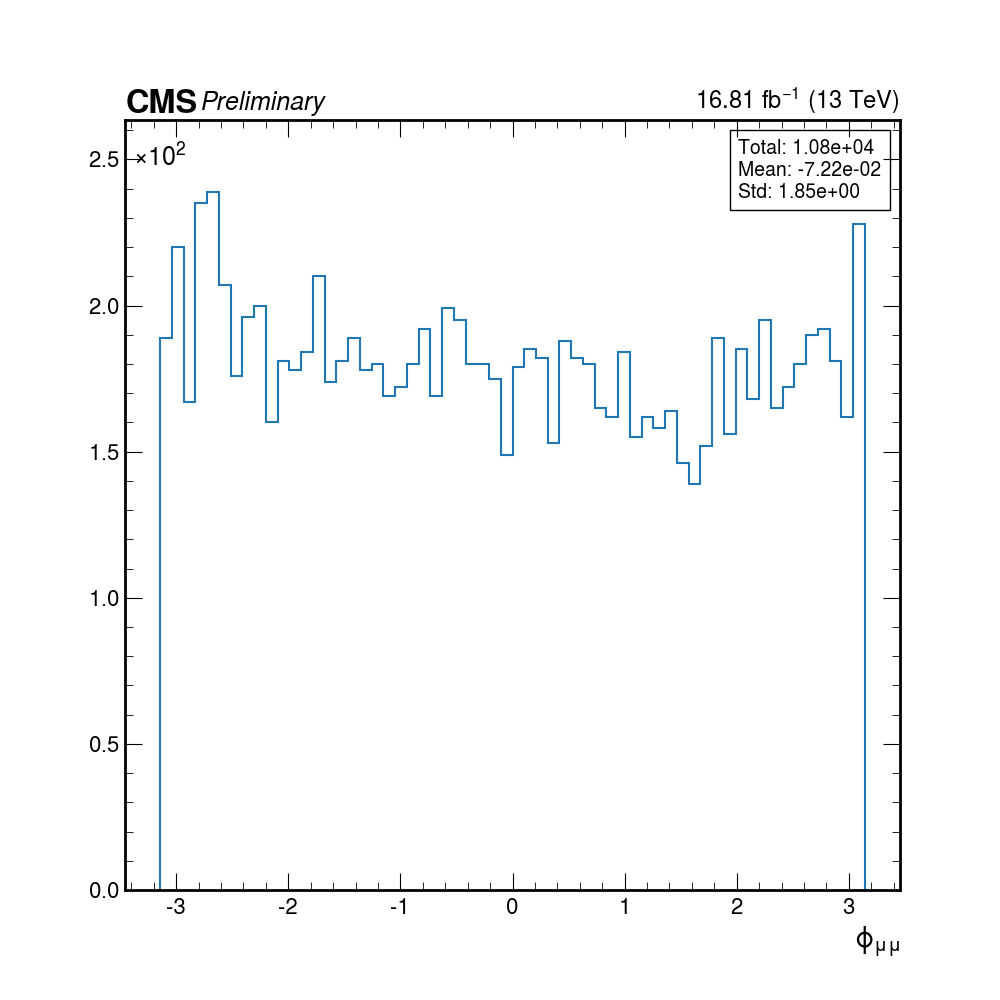 CMS Preliminary 16.81 fb⁻¹ (13 TeV)
×10²
Total: 1.08e+04
Mean: -7.22e-02
Std: 1.85e+00
2.5
2.0
1.5
1.0
0.5
0.0
-3 -2 -1 0 1 2 3
ϕμμ